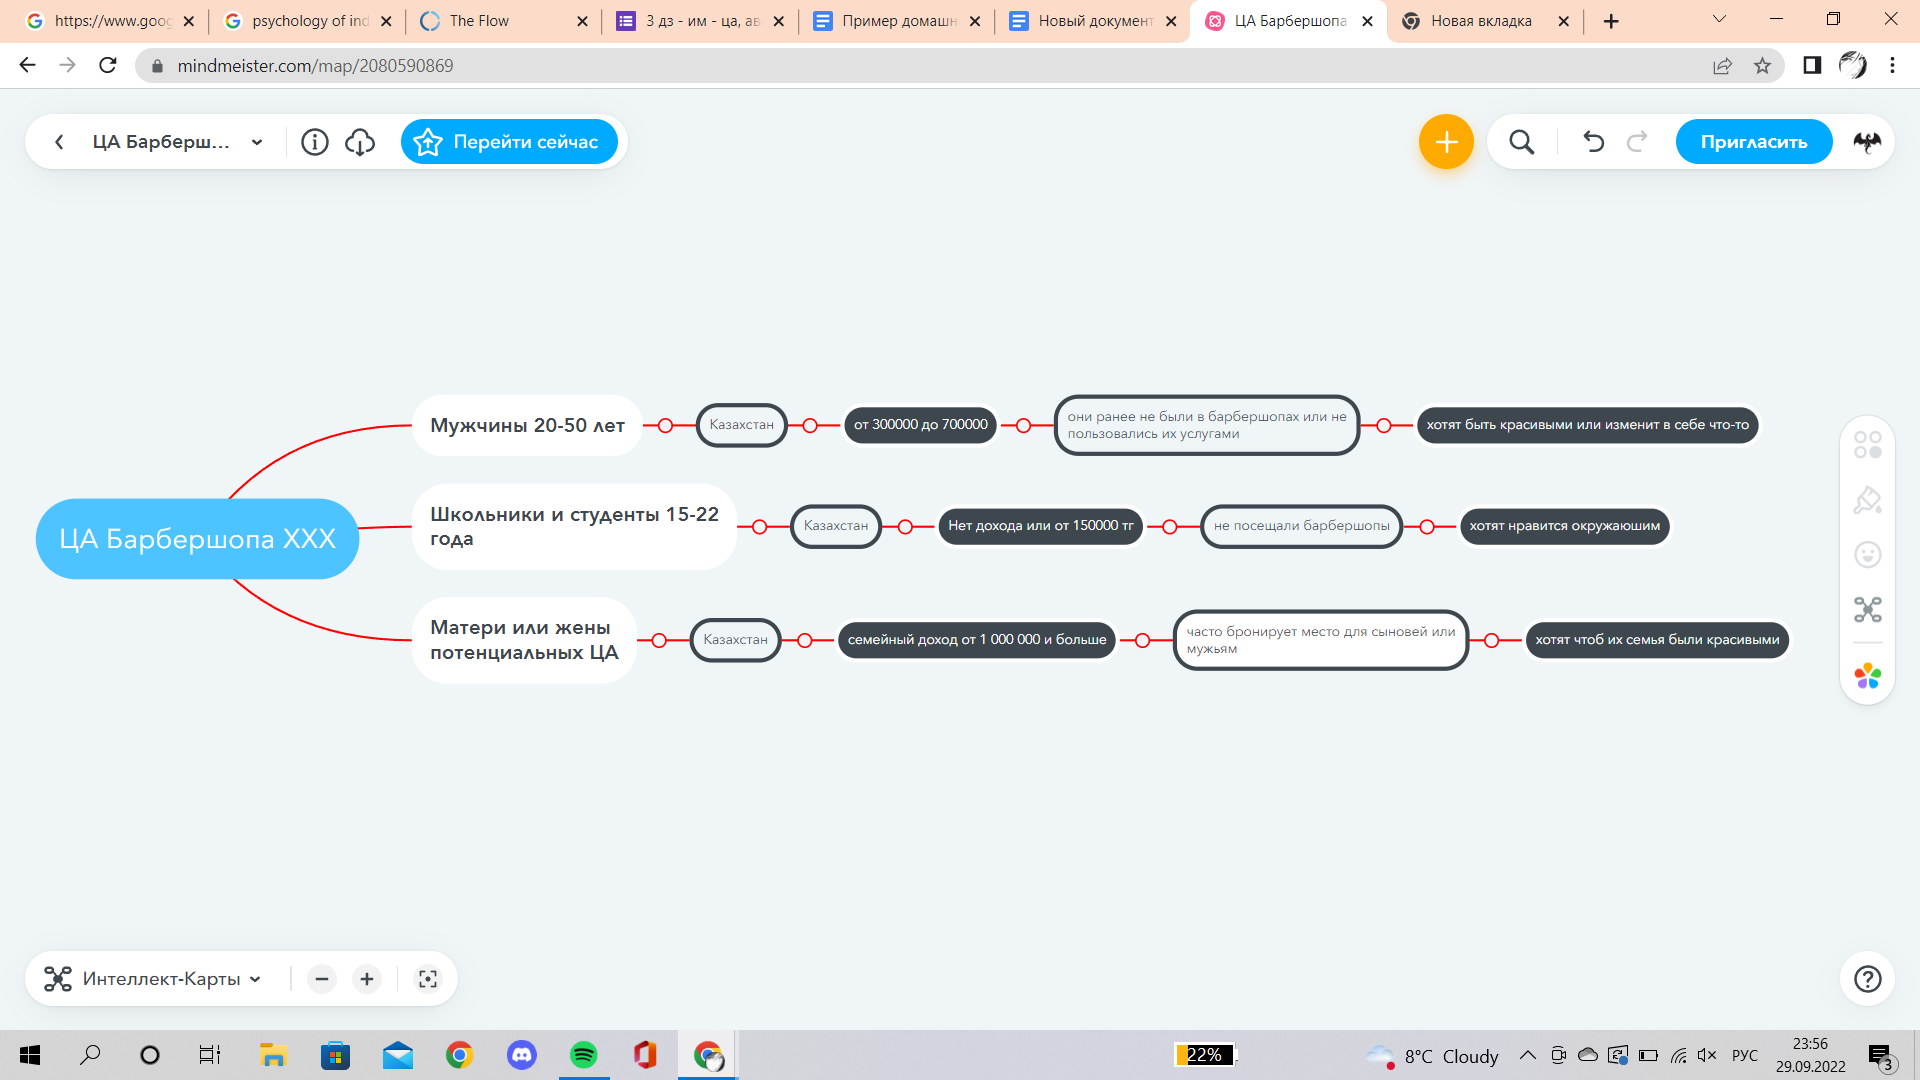 https://www.goog
psychology of ind
The Flow
3 дз - им - ца, ав
Пример домашн
Новый документ
ЦА Барбершопа
Новая вкладка
mindmeister.com/map/2080590869
ЦА Барберш...
Перейти сейчас
Пригласить
Мужчины 20-50 лет
Казахстан
от 300000 до 700000
они ранее не были в барбершопах или не
пользовались их услугами
хотят быть красивыми или изменит в себе что-то
ЦА Барбершопа XXX
Школьники и студенты 15-22
года
Казахстан
Нет дохода или от 150000 тг
не посещали барбершопы
хотят нравится окружаюшим
Матери или жены
потенциальных ЦА
Казахстан
семейный доход от 1 000 000 и больше
часто бронирует место для сыновей или
мужьям
хотят чтоб их семья были красивыми
Интеллект-Карты
22%
8°C Cloudy
РУС
23:56
29.09.2022
3